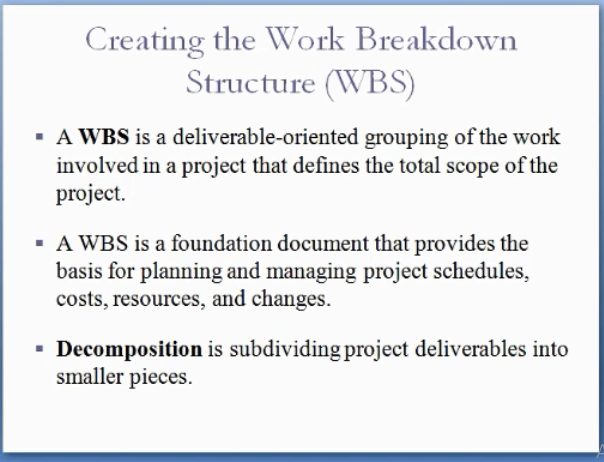 Creating the Work Breakdown
Structure (WBS)
▪ A WBS is a deliverable-oriented grouping of the work
involved in a project that defines the total scope of the
project.
▪ A WBS is a foundation document that provides the
basis for planning and managing project schedules,
costs, resources, and changes.
▪ Decomposition is subdividing project deliverables into
smaller pieces.